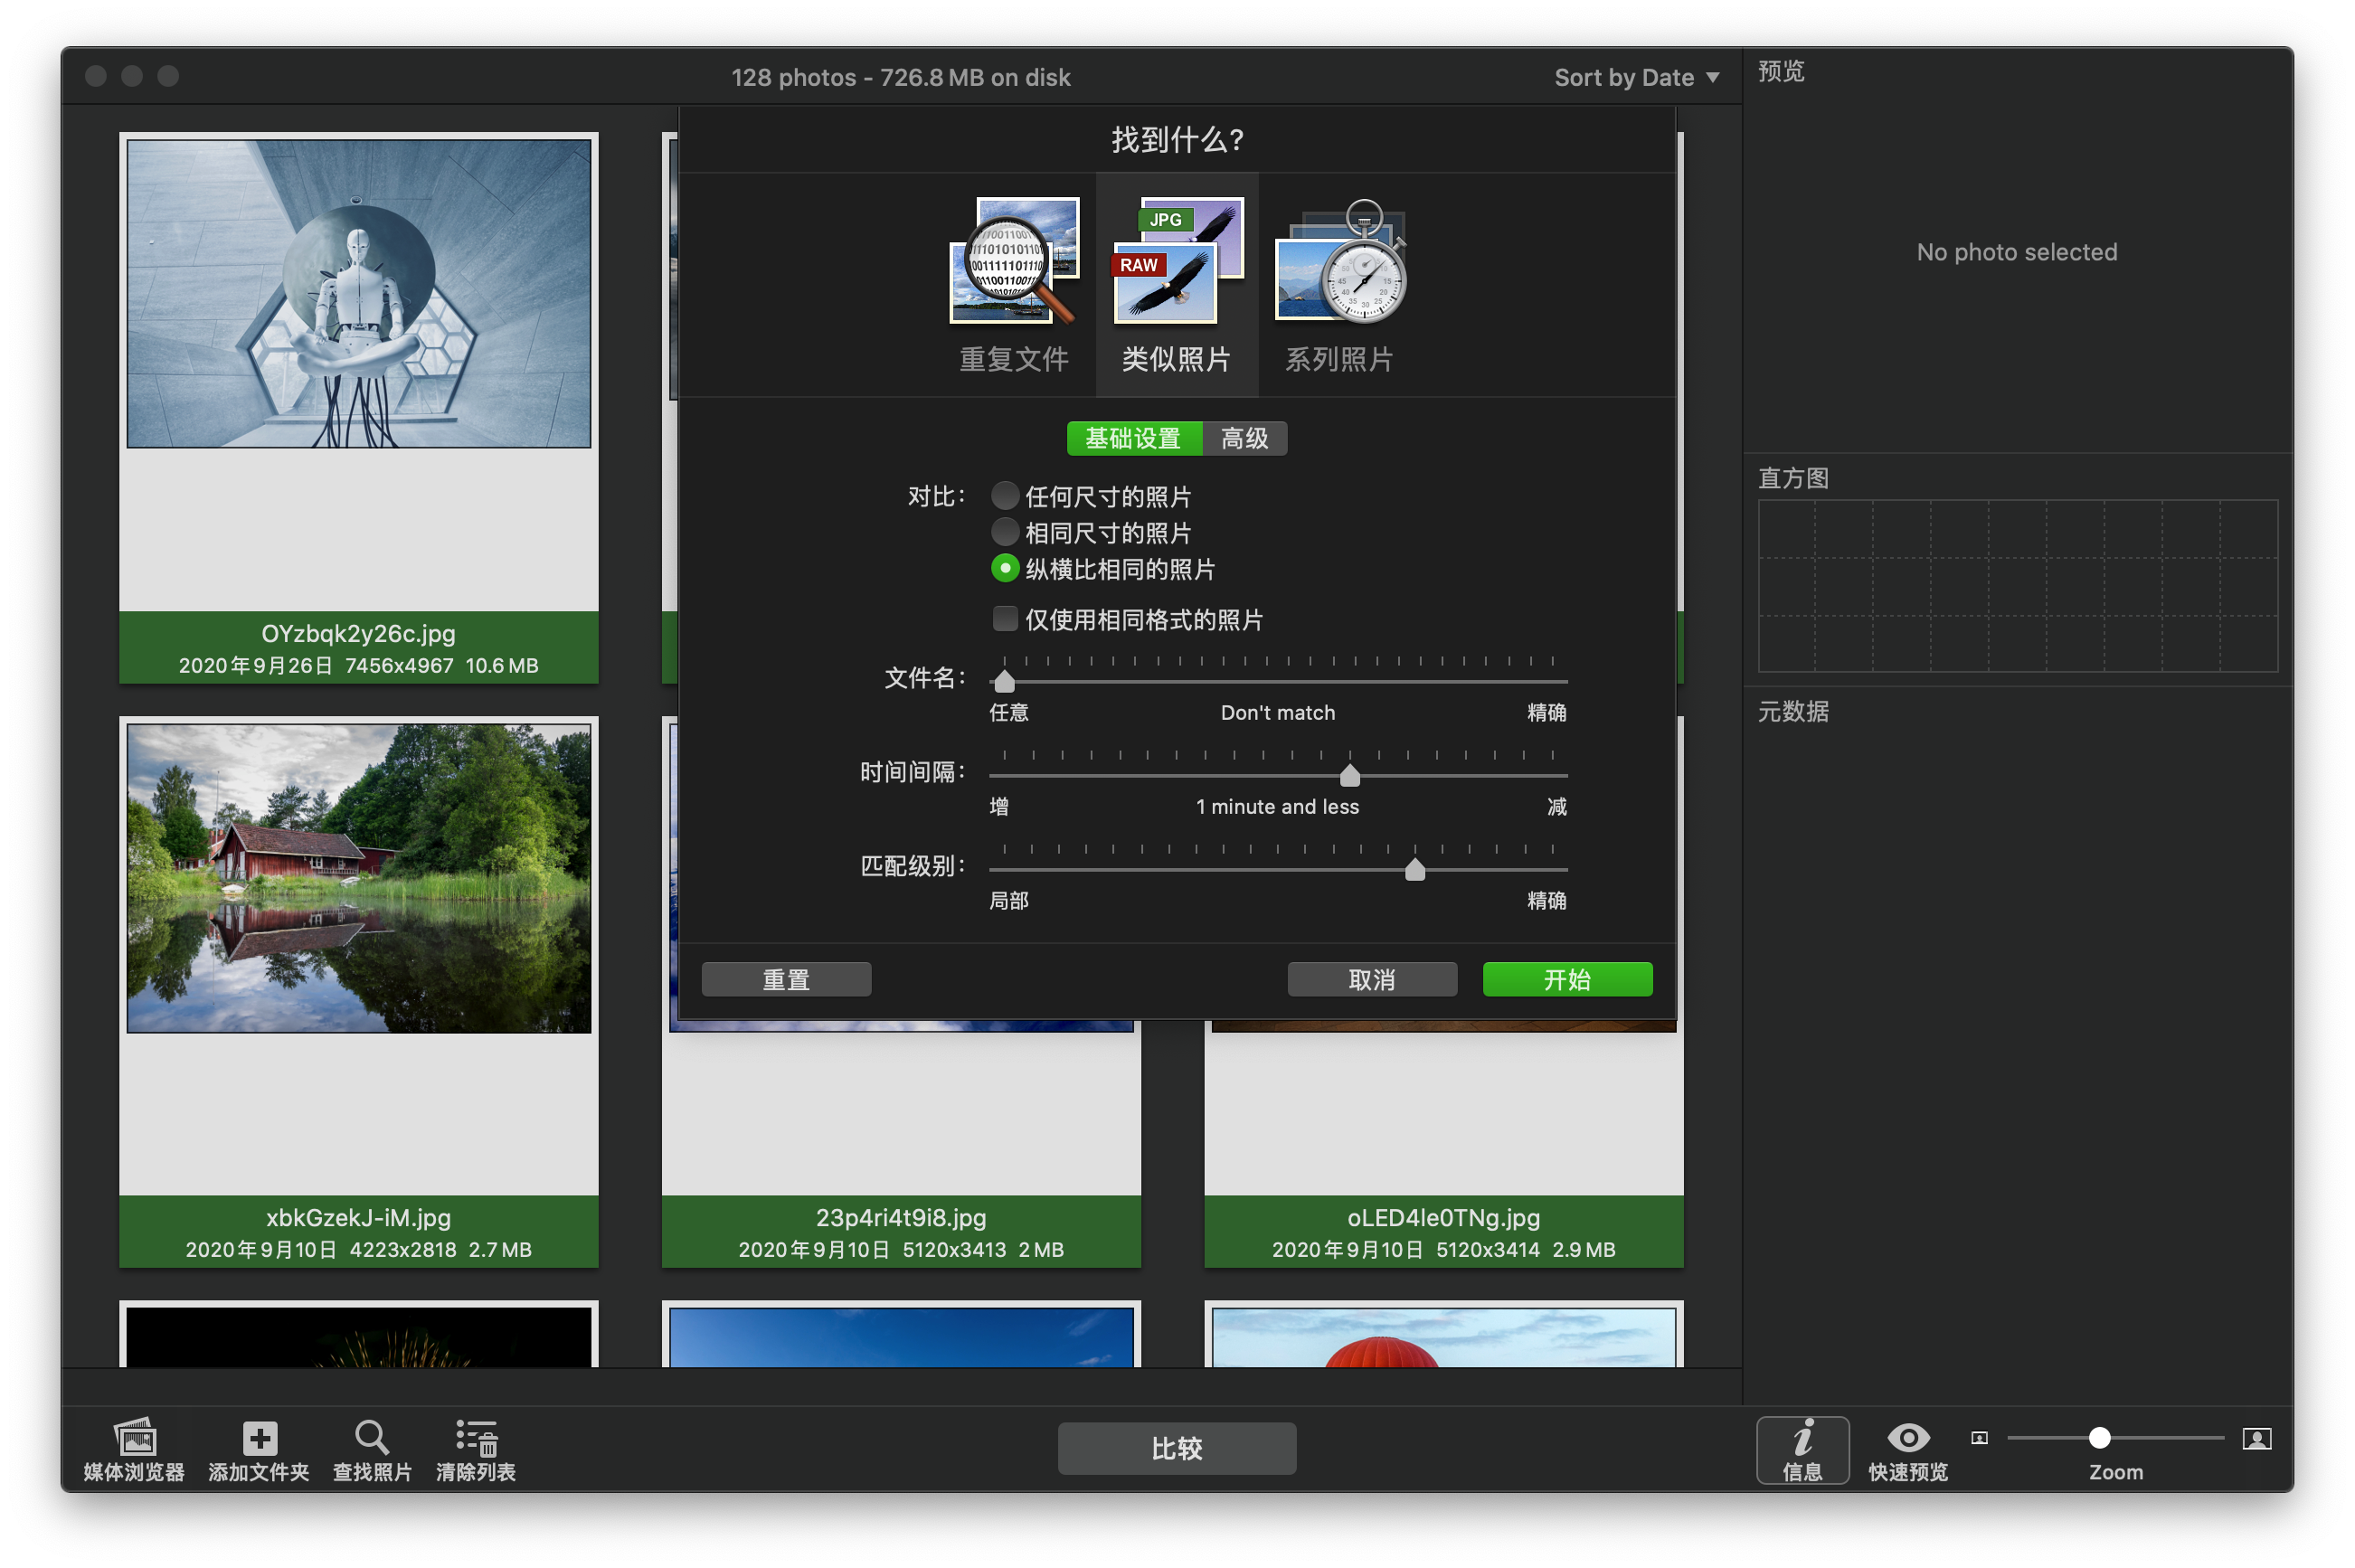 128 photos - 726.8 MB on disk
Sort by Date
预览
找到什么?
JPG
RAW
重复文件
类似照片
系列照片
No photo selected
基础设置
高级
对比:
任何尺寸的照片
相同尺寸的照片
纵横比相同的照片
仅使用相同格式的照片
直方图
文件名:
任意
Don't match
精确
元数据
时间间隔:
增
1 minute and less
减
匹配级别:
局部
精确
重置
取消
开始
OYzbqk2y26c.jpg
2020年9月26日 7456x4967 10.6 MB
xbkGzekJ-iM.jpg
2020年9月10日 4223x2818 2.7 MB
23p4ri4t9i8.jpg
2020年9月10日 5120x3413 2 MB
oLED4le0TNg.jpg
2020年9月10日 5120x3414 2.9 MB
媒体浏览器
添加文件夹
查找照片
清除列表
比较
信息
快速预览
Zoom